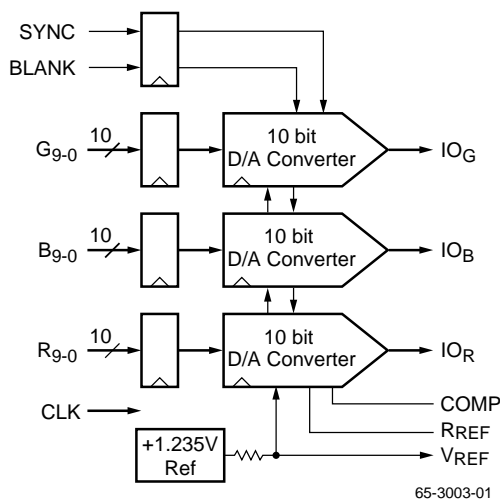 SYNC
BLANK
10
G9-0
10 bit
D/A Converter
IOG
10
B9-0
10 bit
D/A Converter
IOB
10
R9-0
10 bit
D/A Converter
IOR
CLK
COMP
RREF
+1.235V
Ref
VREF
65-3003-01